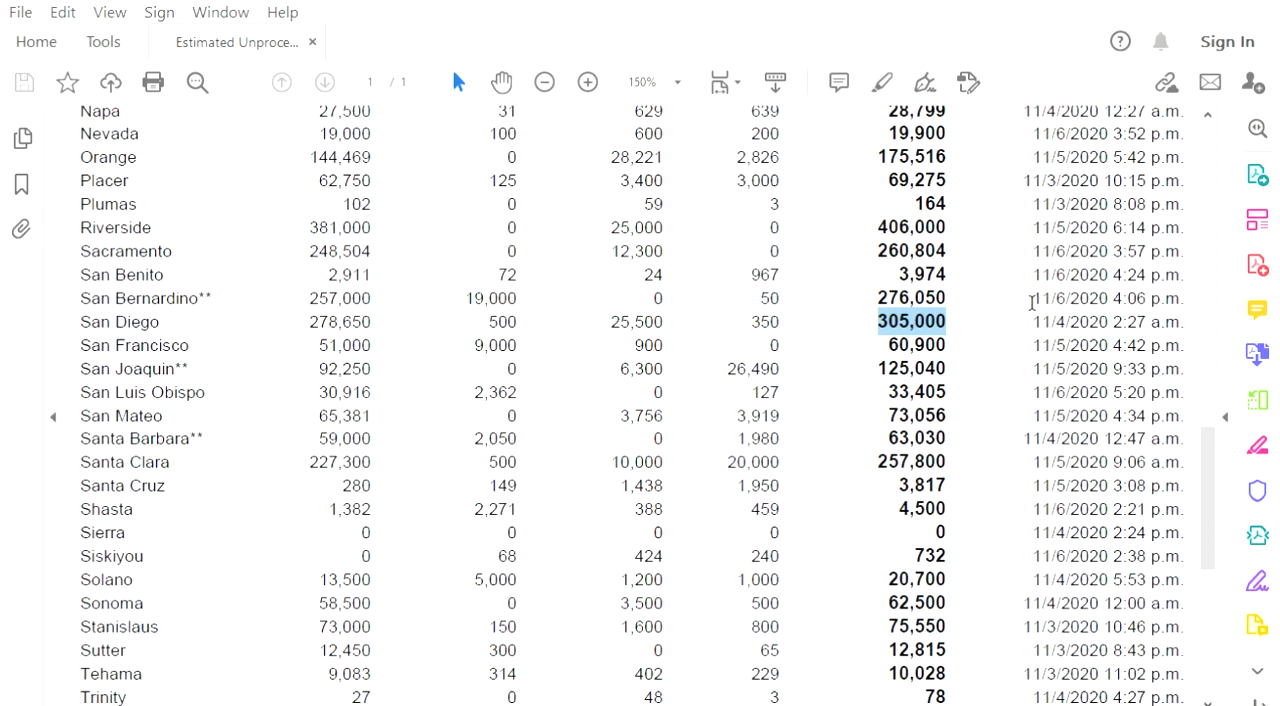 File Edit View Sign Window Help
Home Tools Estimated Unproce... × Sign In
1 / 1 150%
Napa 27,500 31 629 639 28,799 11/4/2020 12:27 a.m.
Nevada 19,000 100 600 200 19,900 11/6/2020 3:52 p.m.
Orange 144,469 0 28,221 2,826 175,516 11/5/2020 5:42 p.m.
Placer 62,750 125 3,400 3,000 69,275 11/3/2020 10:15 p.m.
Plumas 102 0 59 3 164 11/3/2020 8:08 p.m.
Riverside 381,000 0 25,000 0 406,000 11/5/2020 6:14 p.m.
Sacramento 248,504 0 12,300 0 260,804 11/6/2020 3:57 p.m.
San Benito 2,911 72 24 967 3,974 11/6/2020 4:24 p.m.
San Bernardino** 257,000 19,000 0 50 276,050 11/6/2020 4:06 p.m.
San Diego 278,650 500 25,500 350 305,000 11/4/2020 2:27 a.m.
San Francisco 51,000 9,000 900 0 60,900 11/5/2020 4:42 p.m.
San Joaquin** 92,250 0 6,300 26,490 125,040 11/5/2020 9:33 p.m.
San Luis Obispo 30,916 2,362 0 127 33,405 11/6/2020 5:20 p.m.
San Mateo 65,381 0 3,756 3,919 73,056 11/5/2020 4:34 p.m.
Santa Barbara** 59,000 2,050 0 1,980 63,030 11/4/2020 12:47 a.m.
Santa Clara 227,300 500 10,000 20,000 257,800 11/5/2020 9:06 a.m.
Santa Cruz 280 149 1,438 1,950 3,817 11/5/2020 3:08 p.m.
Shasta 1,382 2,271 388 459 4,500 11/6/2020 2:21 p.m.
Sierra 0 0 0 0 0 11/4/2020 2:24 p.m.
Siskiyou 0 68 424 240 732 11/6/2020 2:38 p.m.
Solano 13,500 5,000 1,200 1,000 20,700 11/4/2020 5:53 p.m.
Sonoma 58,500 0 3,500 500 62,500 11/4/2020 12:00 a.m.
Stanislaus 73,000 150 1,600 800 75,550 11/3/2020 10:46 p.m.
Sutter 12,450 300 0 65 12,815 11/3/2020 8:43 p.m.
Tehama 9,083 314 402 229 10,028 11/3/2020 11:02 p.m.
Trinity 27 0 48 3 78 11/4/2020 4:27 p.m.